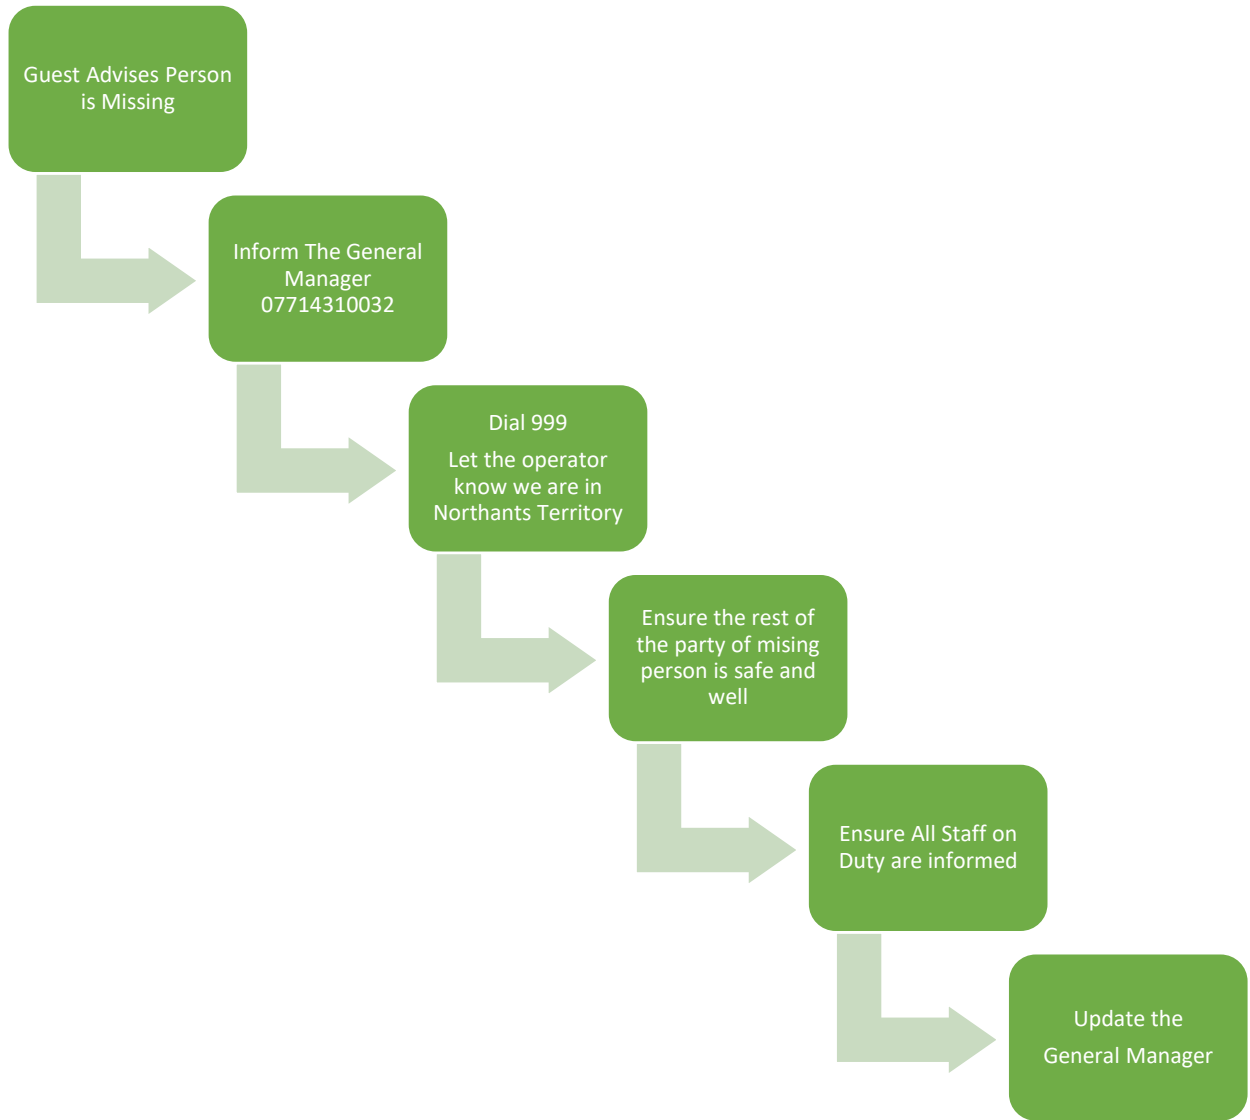 Guest Advises Person
is Missing
Inform The General
Manager
07714310032
Dial 999
Let the operator
know we are in
Northants Territory
Ensure the rest of
the party of mising
person is safe and
well
Ensure All Staff on
Duty are informed
Update the
General Manager